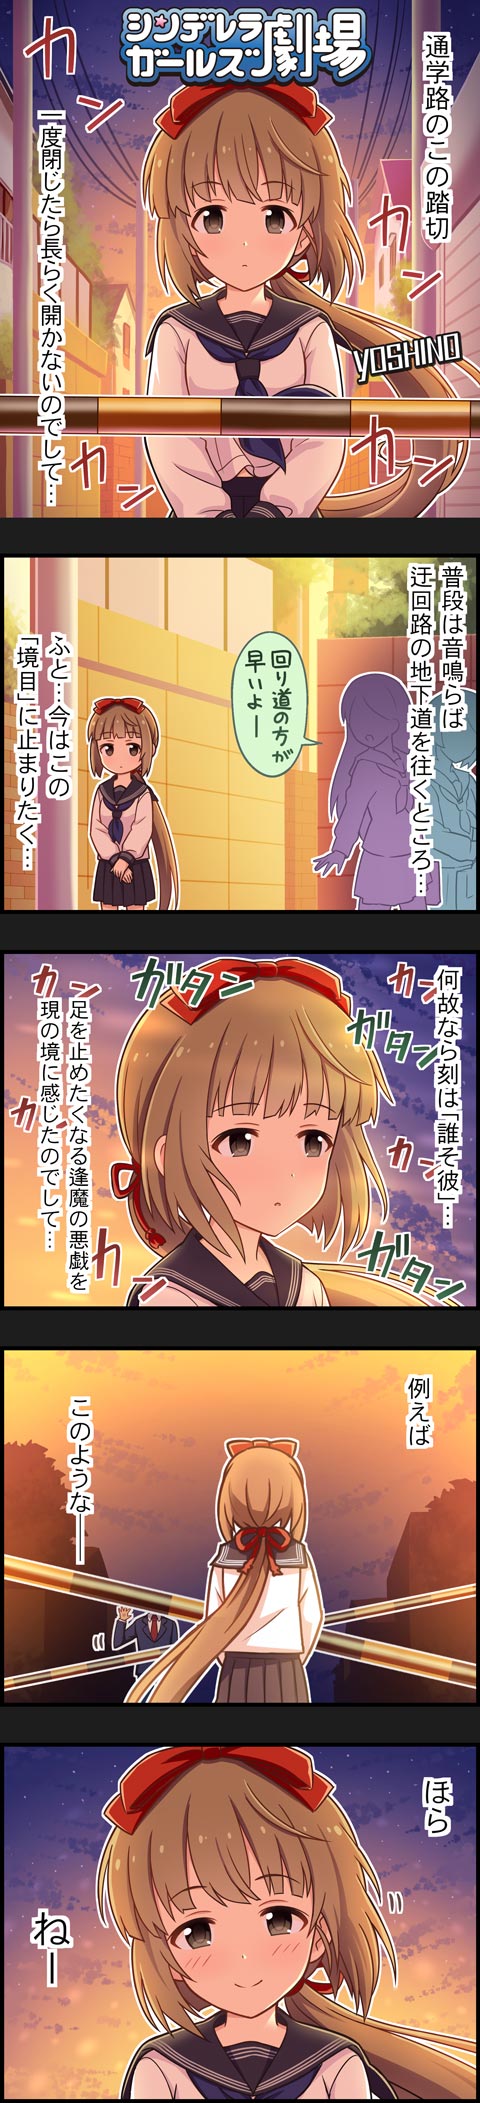 シンデレラ
ガールズ劇場
通学路のこの踏切
カン
カン
一度閉じたら長らく開かないのでして…
YOSHINO
カン
カン
普段は音鳴らば
迂回路の地下道を往くところ…
回り道の方が
早いよー
ふと…今はこの
「境目」に止まりたく…
何故なら刻は「誰そ彼」…
カン
ガタン
ガタン
カン
カン
ガタン
足を止めたくなる逢魔の悪戯を
現の境に感じたのでして…
カン
カン
例えば
このような――
ほら
ねー